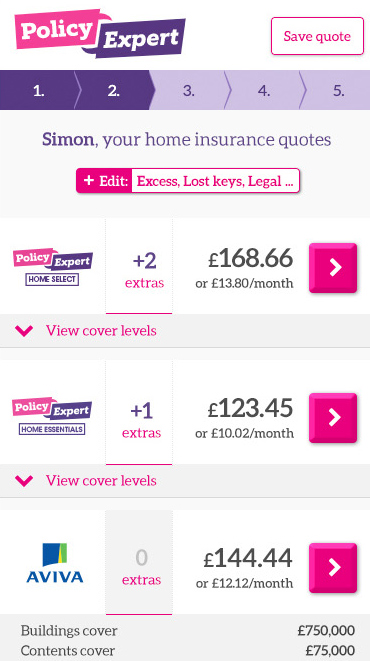 Policy Expert
Save quote
1. 2. 3. 4. 5.
Simon, your home insurance quotes
+ Edit: Excess, Lost keys, Legal ...
Policy Expert
HOME SELECT
+2
extras
£168.66
or £13.80/month
View cover levels
Policy Expert
HOME ESSENTIALS
+1
extras
£123.45
or £10.02/month
View cover levels
AVIVA
0
extras
£144.44
or £12.12/month
Buildings cover £750,000
Contents cover £75,000